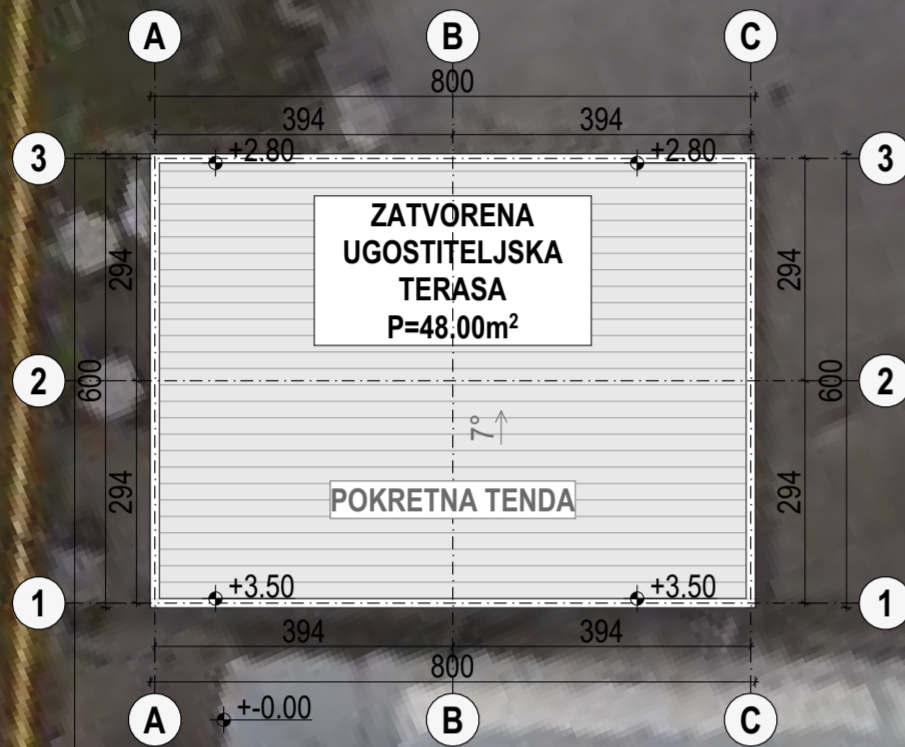 A B C
800
394 394
3 +2.80 +2.80 3
ZATVORENA
UGOSTITELJSKA
TERASA
P=48.00m²
294 294
2 600 600 2
7°
POKRETNA TENDA
294 294
+3.50 +3.50
1 1
394 394
800
A +-0.00 B C